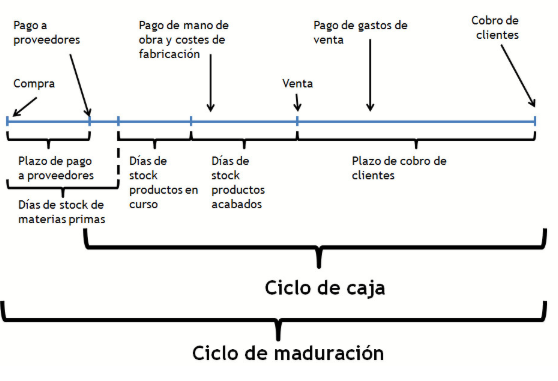 Pago a
proveedores
Pago de mano de
obra y costes de
fabricación
Pago de gastos de
venta
Cobro de
clientes
Compra
Venta
Plazo de pago
a proveedores
Días de
stock
productos en
curso
Días de
stock
productos
acabados
Plazo de cobro de
clientes
Días de stock de
materias primas
Ciclo de caja
Ciclo de maduración